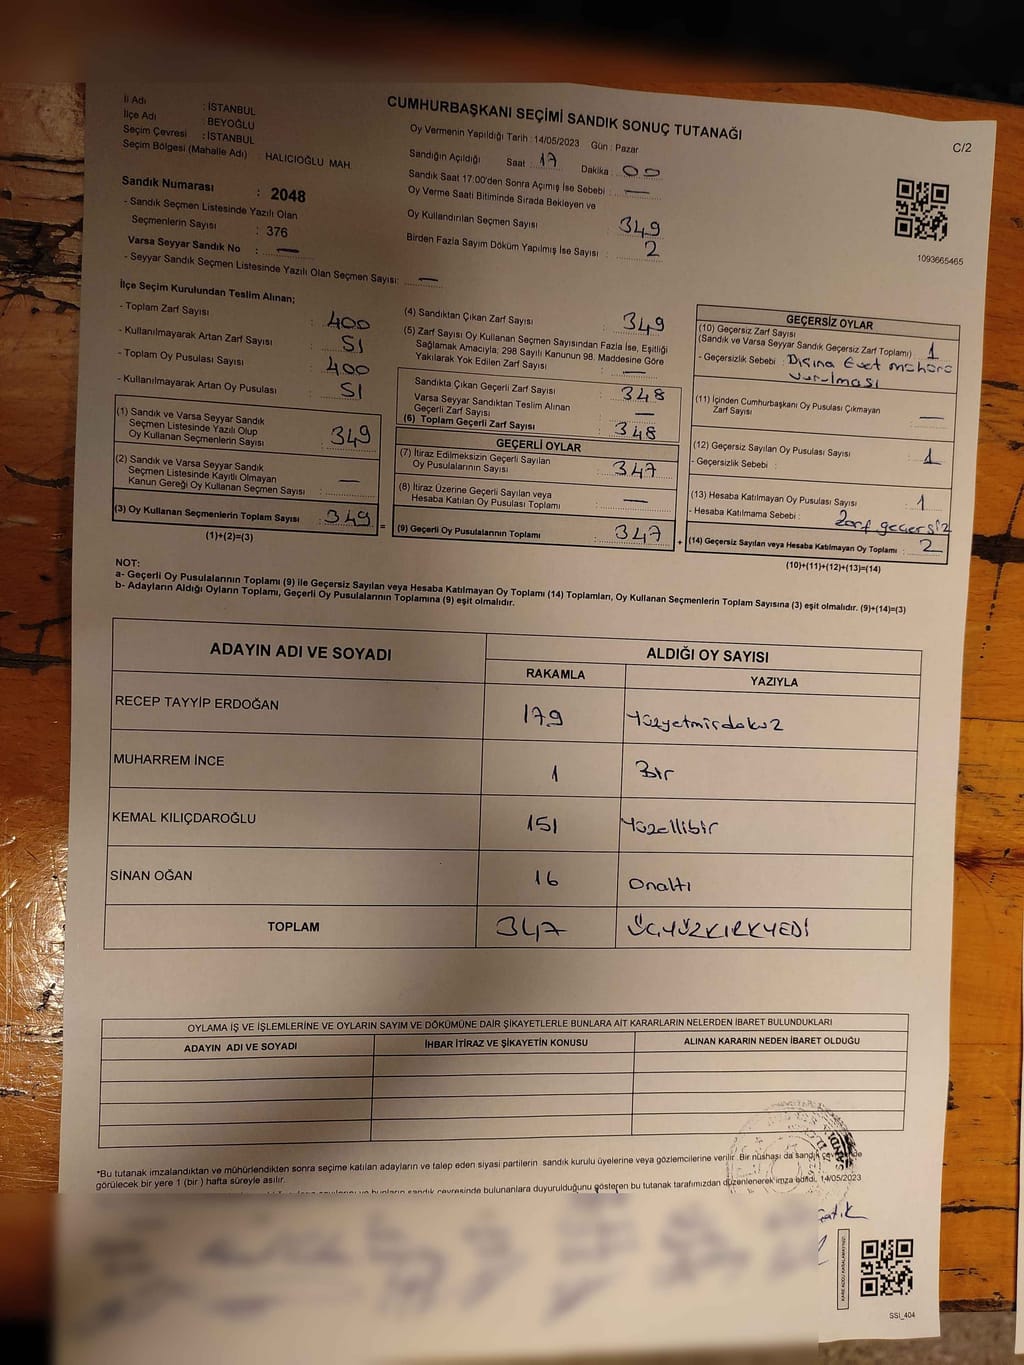 CUMHURBAŞKANI SEÇİMİ SANDIK SONUÇ TUTANAĞI
C/2
İl Adı : İSTANBUL
İlçe Adı : BEYOĞLU
Seçim Çevresi : İSTANBUL
Seçim Bölgesi (Mahalle Adı) : HALICIOĞLU MAH.
Sandık Numarası : 2048
- Sandık Seçmen Listesinde Yazılı Olan
Seçmenlerin Sayısı : 376
Varsa Seyyar Sandık No : —
- Seyyar Sandık Seçmen Listesinde Yazılı Olan Seçmen Sayısı: —
Oy Vermenin Yapıldığı Tarih : 14/05/2023 Gün : Pazar
Sandığın Açıldığı Saat : 17 Dakika : 00
Sandık Saat 17:00'den Sonra Açılmış İse Sebebi : —
Oy Verme Saati Bitiminde Sırada Bekleyen ve
Oy Kullandırılan Seçmen Sayısı : 349
Birden Fazla Sayım Döküm Yapılmış İse Sayısı : 2
1093665465
İlçe Seçim Kurulundan Teslim Alınan;
- Toplam Zarf Sayısı : 400
- Kullanılmayarak Artan Zarf Sayısı : 51
- Toplam Oy Pusulası Sayısı : 400
- Kullanılmayarak Artan Oy Pusulası : 51
(1) Sandık ve Varsa Seyyar Sandık
Seçmen Listesinde Yazılı Olup
Oy Kullanan Seçmenlerin Sayısı : 349
(2) Sandık ve Varsa Seyyar Sandık
Seçmen Listesinde Kayıtlı Olmayan
Kanun Gereği Oy Kullanan Seçmen Sayısı : —
(3) Oy Kullanan Seçmenlerin Toplam Sayısı : 349 =
(1)+(2)=(3)
(4) Sandıktan Çıkan Zarf Sayısı : 349
(5) Zarf Sayısı Oy Kullanan Seçmen Sayısından Fazla İse, Eşitliği
Sağlamak Amacıyla; 298 Sayılı Kanunun 98. Maddesine Göre
Yakılarak Yok Edilen Zarf Sayısı : —
Sandıkta Çıkan Geçerli Zarf Sayısı : 348
Varsa Seyyar Sandıktan Teslim Alınan
Geçerli Zarf Sayısı : —
(6) Toplam Geçerli Zarf Sayısı : 348
GEÇERLİ OYLAR
(7) İtiraz Edilmeksizin Geçerli Sayılan
Oy Pusulalarının Sayısı : 347
(8) İtiraz Üzerine Geçerli Sayılan veya
Hesaba Katılan Oy Pusulası Toplamı : —
(9) Geçerli Oy Pusulalarının Toplamı : 347 +
GEÇERSİZ OYLAR
(10) Geçersiz Zarf Sayısı
(Sandık ve Varsa Seyyar Sandık Geçersiz Zarf Toplamı) : 1
- Geçersizlik Sebebi : Dışına Evet mührü
vurulması
(11) İçinden Cumhurbaşkanı Oy Pusulası Çıkmayan
Zarf Sayısı : —
(12) Geçersiz Sayılan Oy Pusulası Sayısı : 1
- Geçersizlik Sebebi :
(13) Hesaba Katılmayan Oy Pusulası Sayısı : 1
- Hesaba Katılmama Sebebi : Zarf geçersiz
(14) Geçersiz Sayılan veya Hesaba Katılmayan Oy Toplamı : 2
(10)+(11)+(12)+(13)=(14)
NOT:
a- Geçerli Oy Pusulalarının Toplamı (9) ile Geçersiz Sayılan veya Hesaba Katılmayan Oy Toplamı (14) Toplamları, Oy Kullanan Seçmenlerin Toplam Sayısına (3) eşit olmalıdır. (9)+(14)=(3)
b- Adayların Aldığı Oyların Toplamı, Geçerli Oy Pusulalarının Toplamına (9) eşit olmalıdır.
ADAYIN ADI VE SOYADI ALDIĞI OY SAYISI
RAKAMLA YAZIYLA
RECEP TAYYİP ERDOĞAN 179 Yüzyetmişdokuz
MUHARREM İNCE 1 Bir
KEMAL KILIÇDAROĞLU 151 Yüzellibir
SİNAN OĞAN 16 Onaltı
TOPLAM 347 ÜÇYÜZKIRKYEDİ
OYLAMA İŞ VE İŞLEMLERİNE VE OYLARIN SAYIM VE DÖKÜMÜNE DAİR ŞİKAYETLERLE BUNLARA AİT KARARLARIN NELERDEN İBARET BULUNDUKLARI
ADAYIN ADI VE SOYADI İHBAR İTİRAZ VE ŞİKAYETİN KONUSU ALINAN KARARIN NEDEN İBARET OLDUĞU
*Bu tutanak imzalandıktan ve mühürlendikten sonra seçime katılan adayların ve talep eden siyasi partilerin sandık kurulu üyelerine veya gözlemcilerine verilir. Bir nüshası da sandık
görülecek bir yere 1 (bir) hafta süreyle asılır.
bulunanlara duyurulduğunu gösteren bu tutanak tarafımızdan düzenlenerek imza edildi. 14/05/2023
SSI_404